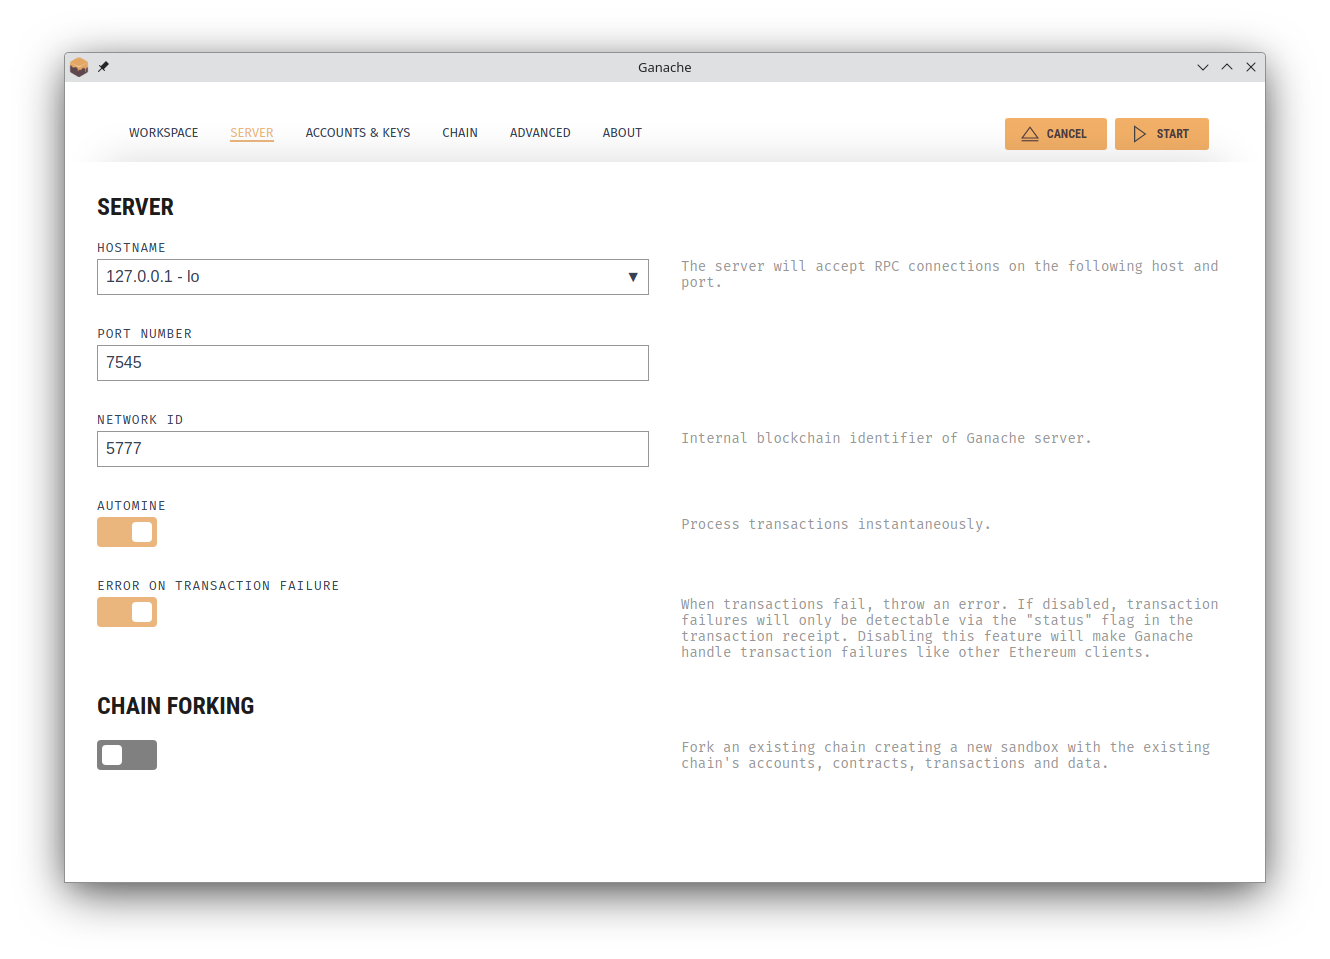 Ganache
WORKSPACE SERVER ACCOUNTS & KEYS CHAIN ADVANCED ABOUT CANCEL START
SERVER
HOSTNAME
127.0.0.1 - lo
The server will accept RPC connections on the following host and
port.
PORT NUMBER
7545
NETWORK ID
5777
Internal blockchain identifier of Ganache server.
AUTOMINE
Process transactions instantaneously.
ERROR ON TRANSACTION FAILURE
When transactions fail, throw an error. If disabled, transaction
failures will only be detectable via the "status" flag in the
transaction receipt. Disabling this feature will make Ganache
handle transaction failures like other Ethereum clients.
CHAIN FORKING
Fork an existing chain creating a new sandbox with the existing
chain's accounts, contracts, transactions and data.